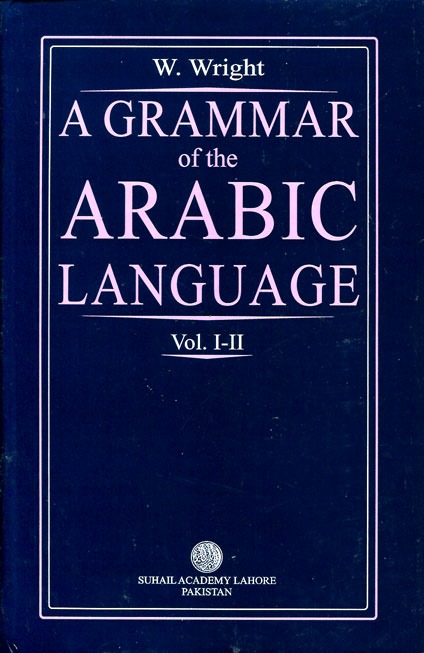 W. Wright
A GRAMMAR
of the
ARABIC
LANGUAGE
Vol. I-II
SUHAIL ACADEMY LAHORE
PAKISTAN